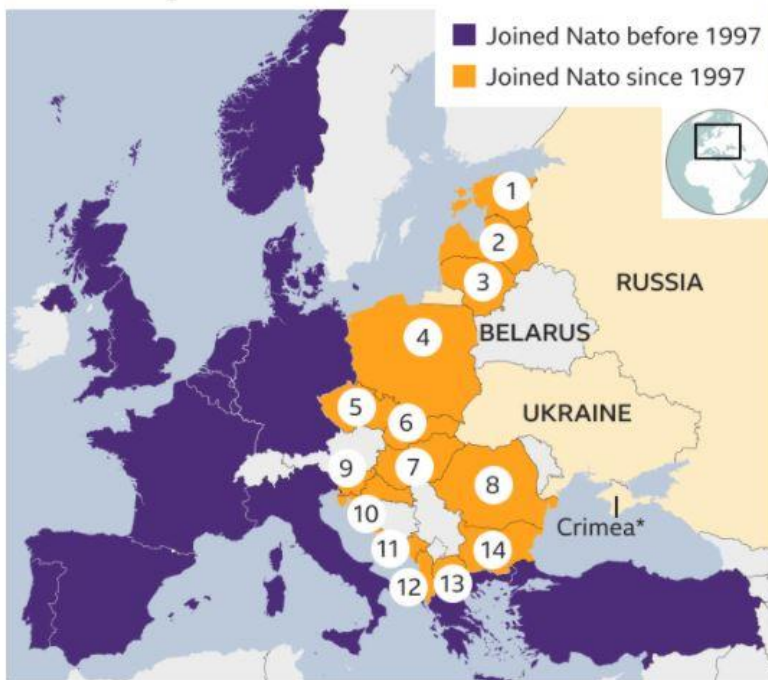 Joined Nato before 1997
Joined Nato since 1997
1
2
3
RUSSIA
4
BELARUS
5
6
UKRAINE
7
9
8
10
Crimea*
11
14
12
13